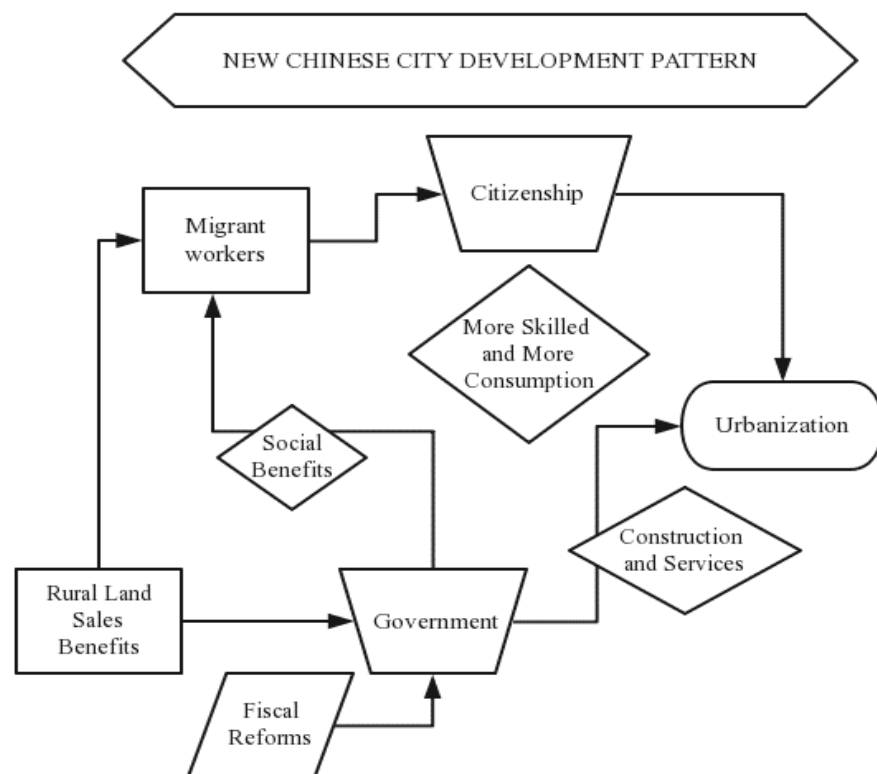 NEW CHINESE CITY DEVELOPMENT PATTERN
Citizenship
Migrant
workers
More Skilled
and More
Consumption
Urbanization
Social
Benefits
Construction
and Services
Rural Land
Sales
Benefits
Government
Fiscal
Reforms